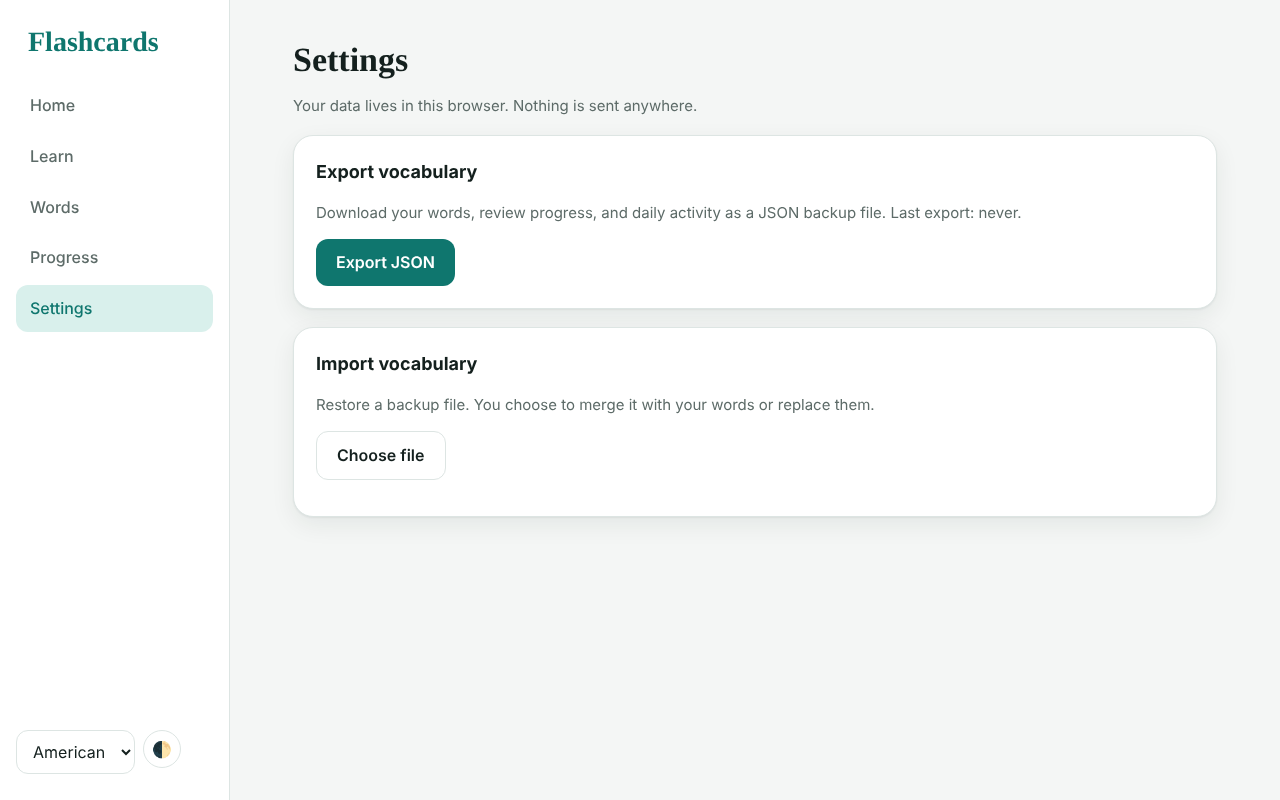 Flashcards
Home
Learn
Words
Progress
Settings
American
Settings
Your data lives in this browser. Nothing is sent anywhere.
Export vocabulary
Download your words, review progress, and daily activity as a JSON backup file. Last export: never.
Export JSON
Import vocabulary
Restore a backup file. You choose to merge it with your words or replace them.
Choose file